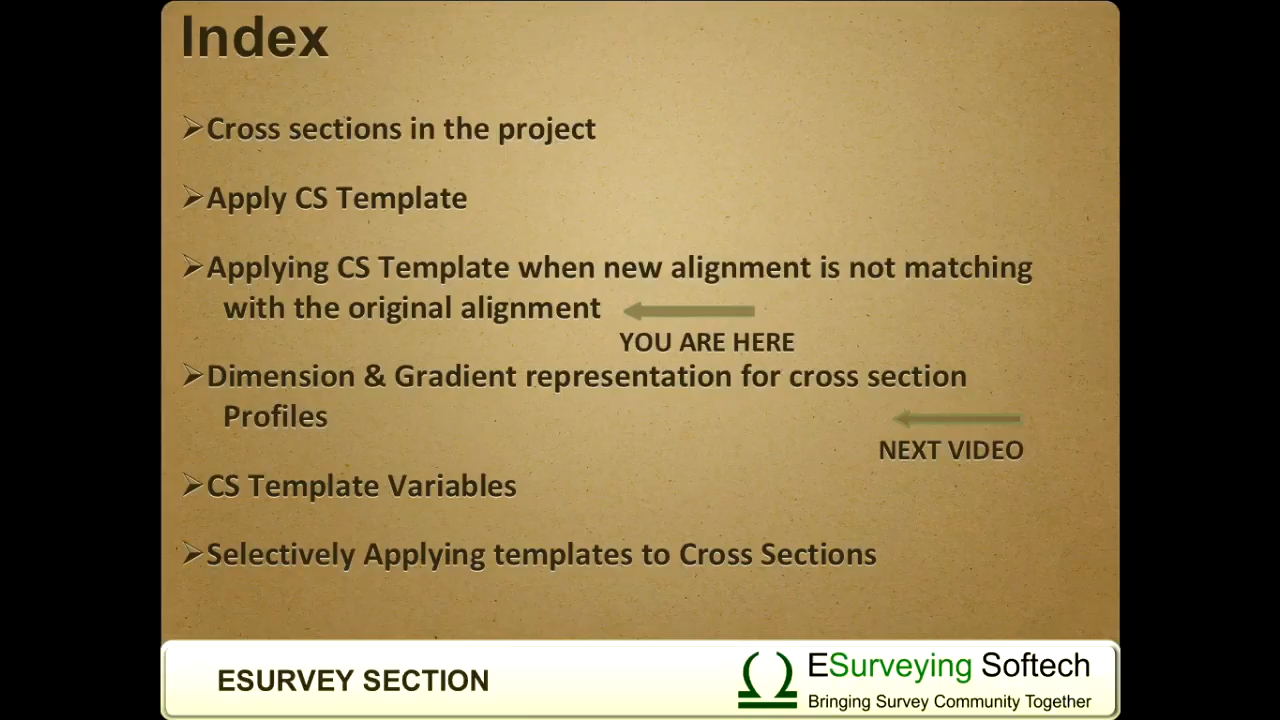 Index
Cross sections in the project
Apply CS Template
Applying CS Template when new alignment is not matching
with the original alignment
YOU ARE HERE
Dimension & Gradient representation for cross section
Profiles
NEXT VIDEO
CS Template Variables
Selectively Applying templates to Cross Sections
ESURVEY SECTION
ESurveying Softech
Bringing Survey Community Together